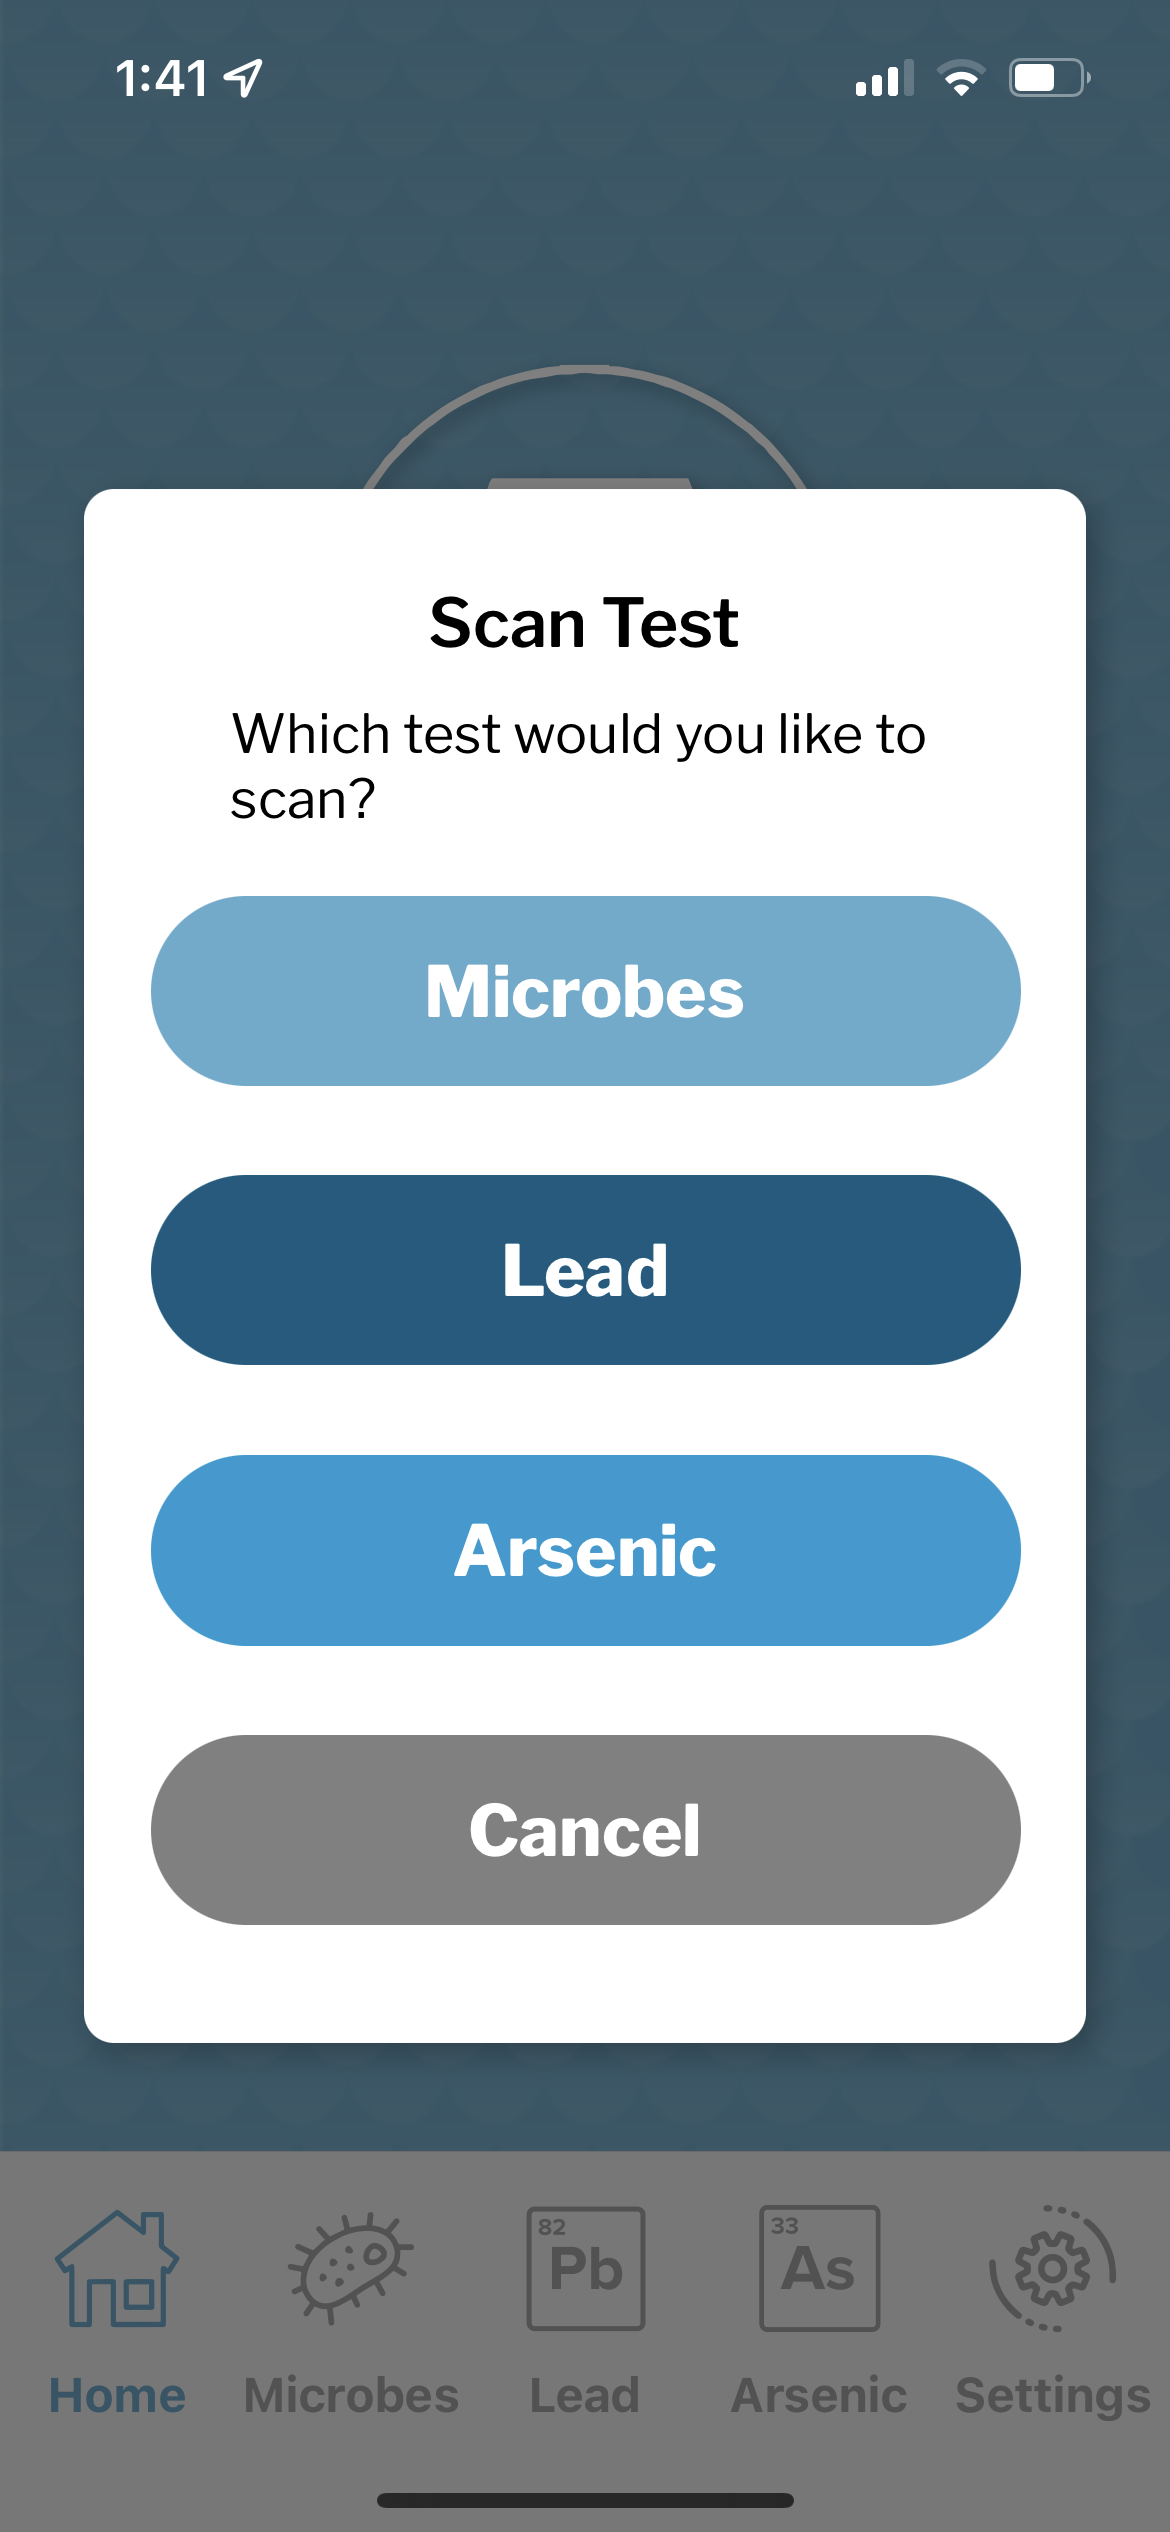 1:41
Scan Test
Which test would you like to
scan?
Microbes
Lead
Arsenic
Cancel
82
Pb
33
As
Home
Microbes
Lead
Arsenic
Settings